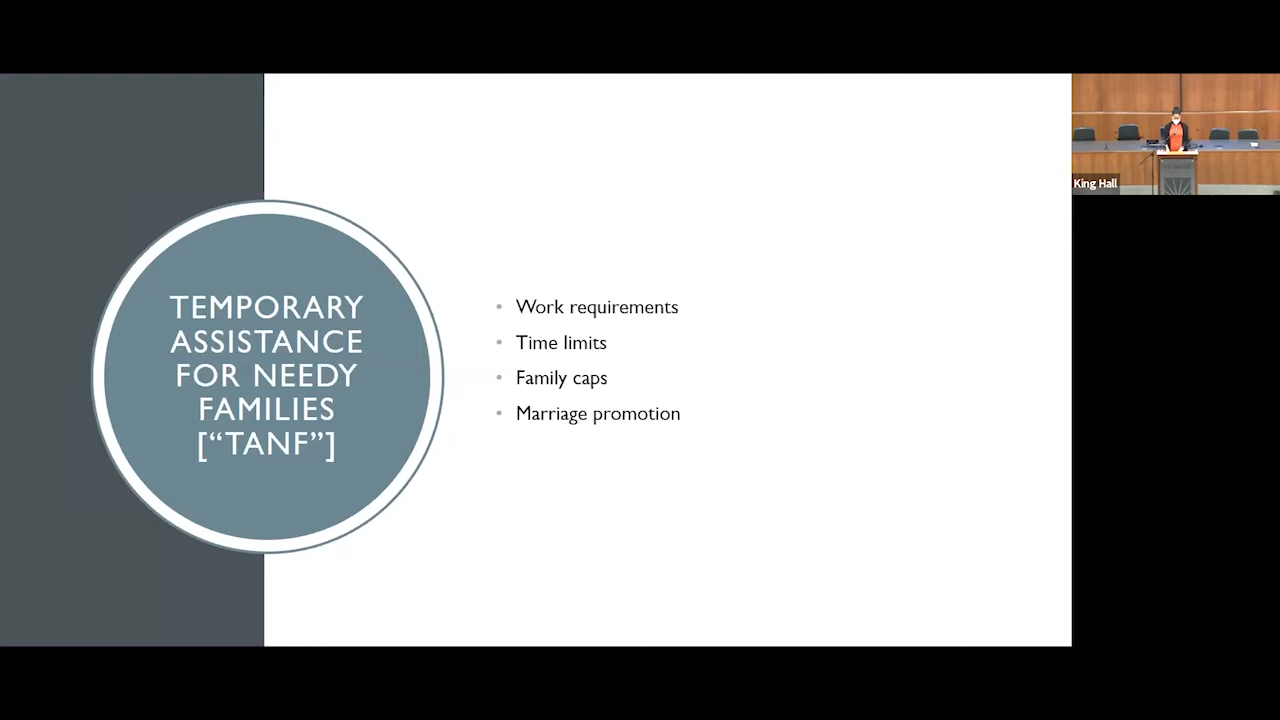 TEMPORARY
ASSISTANCE
FOR NEEDY
FAMILIES
[“TANF”]
• Work requirements
• Time limits
• Family caps
• Marriage promotion
King Hall